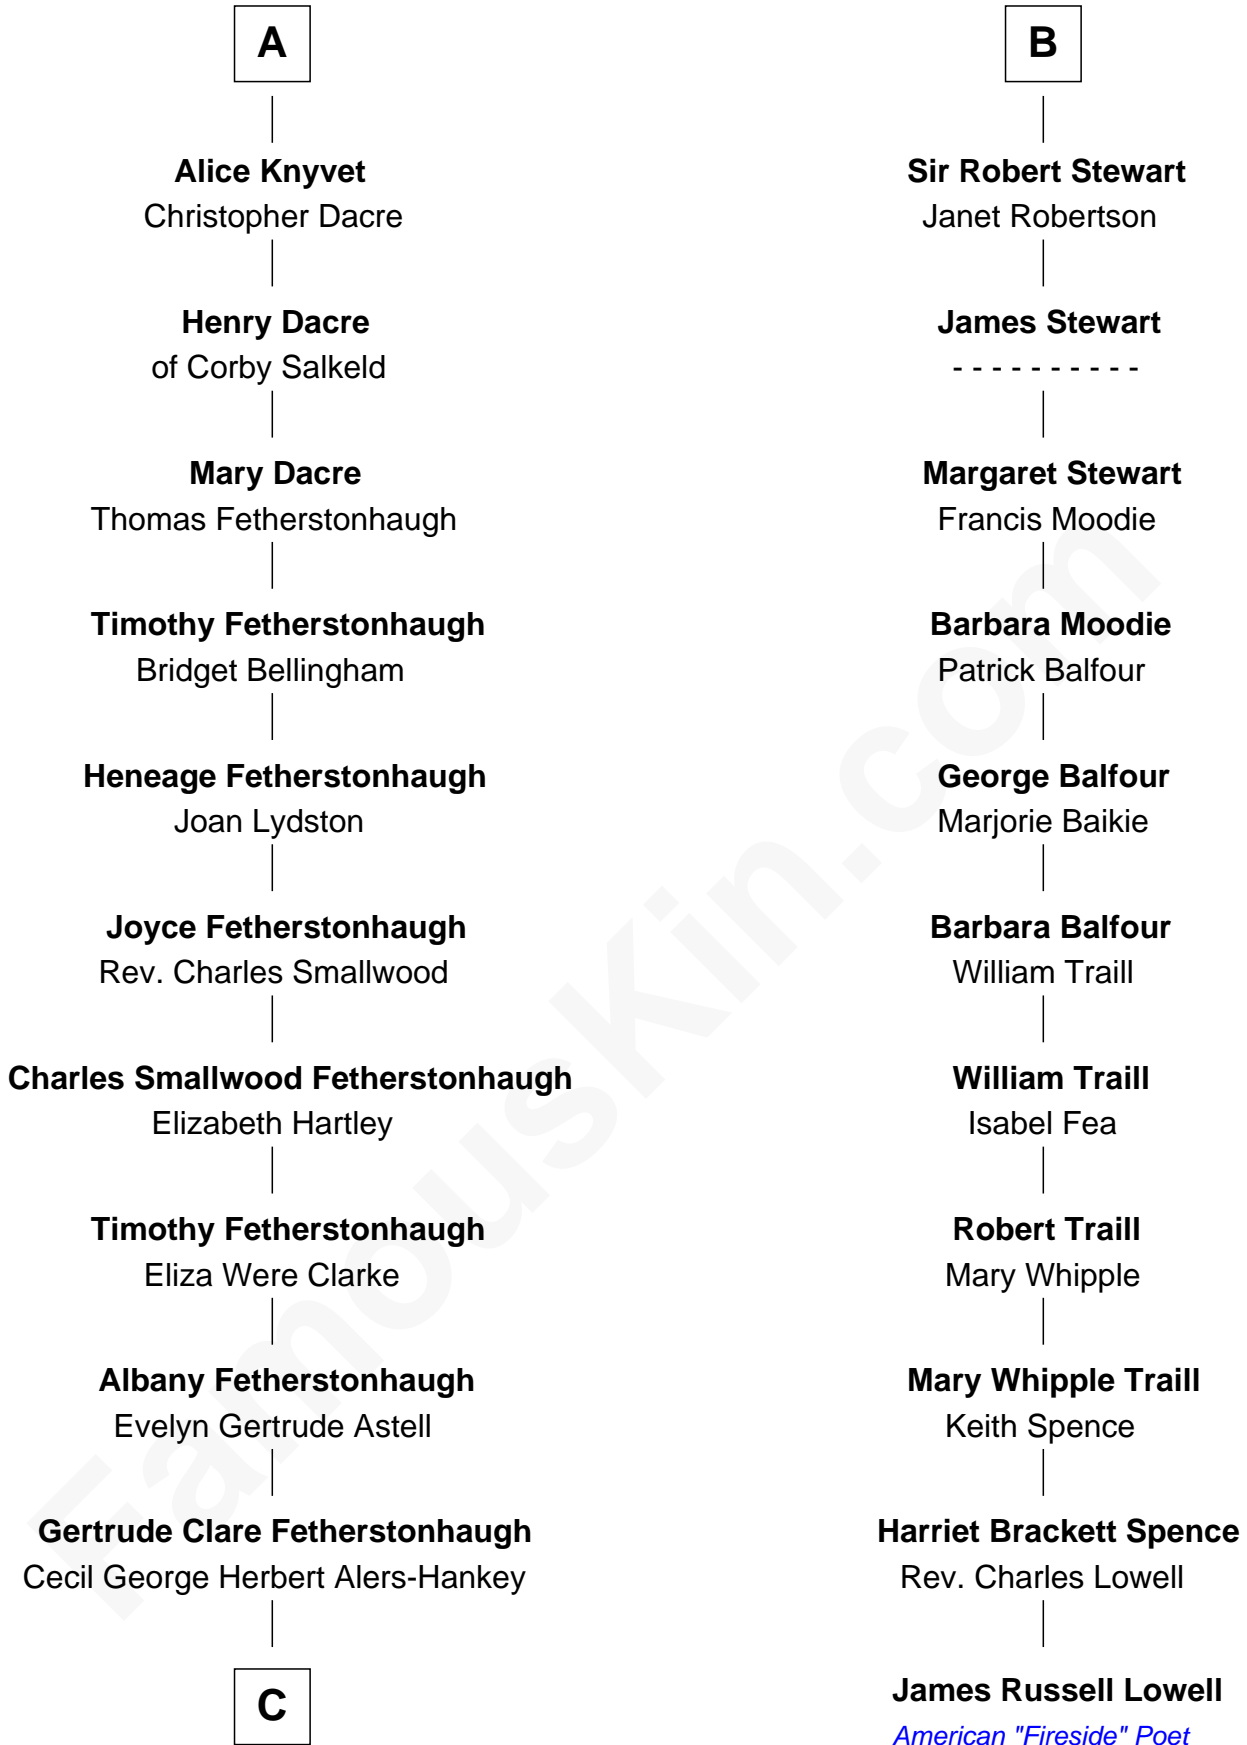 A
Alice Knyvet
Christopher Dacre
Henry Dacre
of Corby Salkeld
Mary Dacre
Thomas Fetherstonhaugh
Timothy Fetherstonhaugh
Bridget Bellingham
Heneage Fetherstonhaugh
Joan Lydston
Joyce Fetherstonhaugh
Rev. Charles Smallwood
Charles Smallwood Fetherstonhaugh
Elizabeth Hartley
Timothy Fetherstonhaugh
Eliza Were Clarke
Albany Fetherstonhaugh
Evelyn Gertrude Astell
Gertrude Clare Fetherstonhaugh
Cecil George Herbert Alers-Hankey
C
B
Sir Robert Stewart
Janet Robertson
James Stewart
- - - - - - - - - -
Margaret Stewart
Francis Moodie
Barbara Moodie
Patrick Balfour
George Balfour
Marjorie Baikie
Barbara Balfour
William Traill
William Traill
Isabel Fea
Robert Traill
Mary Whipple
Mary Whipple Traill
Keith Spence
Harriet Brackett Spence
Rev. Charles Lowell
James Russell Lowell
American "Fireside" Poet
FamousKin.com